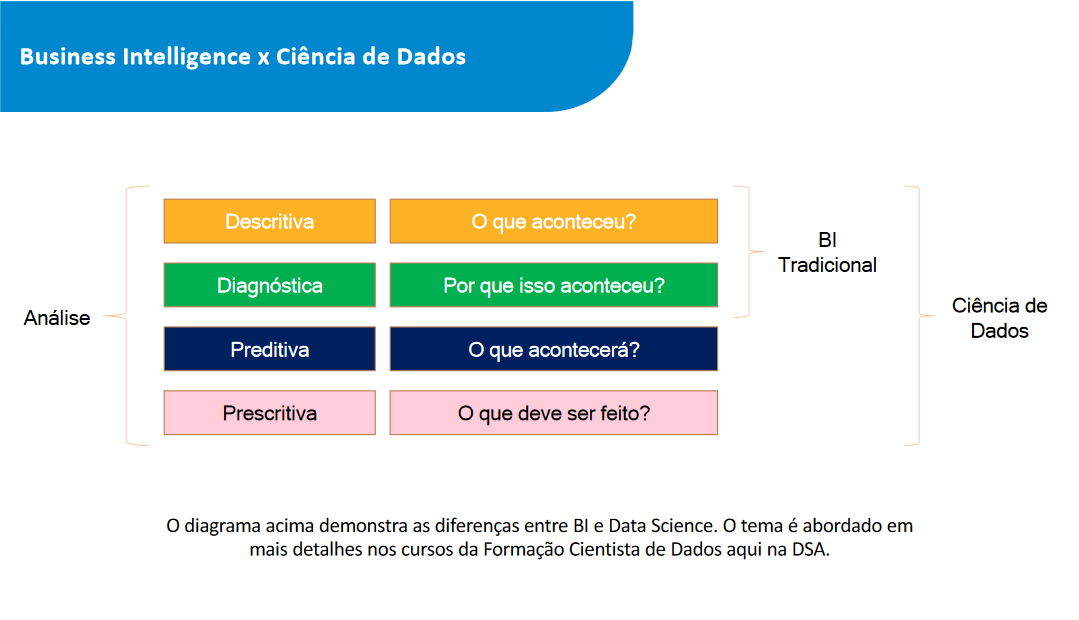 Business Intelligence x Ciência de Dados
Análise
Descritiva
O que aconteceu?
Diagnóstica
Por que isso aconteceu?
Preditiva
O que acontecerá?
Prescritiva
O que deve ser feito?
BI
Tradicional
Ciência de
Dados
O diagrama acima demonstra as diferenças entre BI e Data Science. O tema é abordado em
mais detalhes nos cursos da Formação Cientista de Dados aqui na DSA.